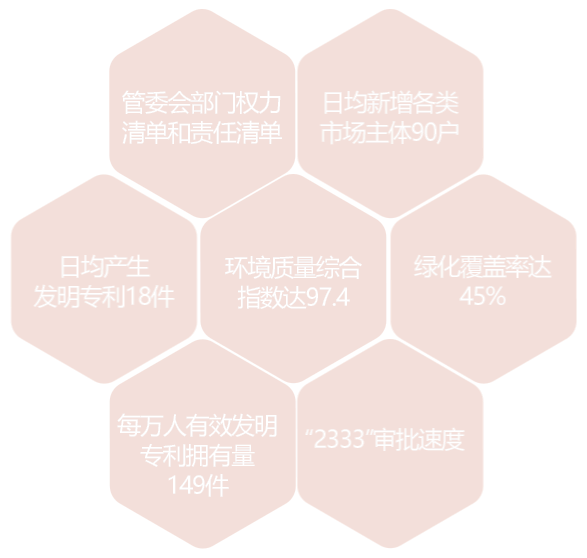 管委会部门权力
清单和责任清单
日均新增各类
市场主体90户
日均产生
发明专利18件
环境质量综合
指数达97.4
绿化覆盖率达
45%
每万人有效发明
专利拥有量
149件
“2333”审批速度